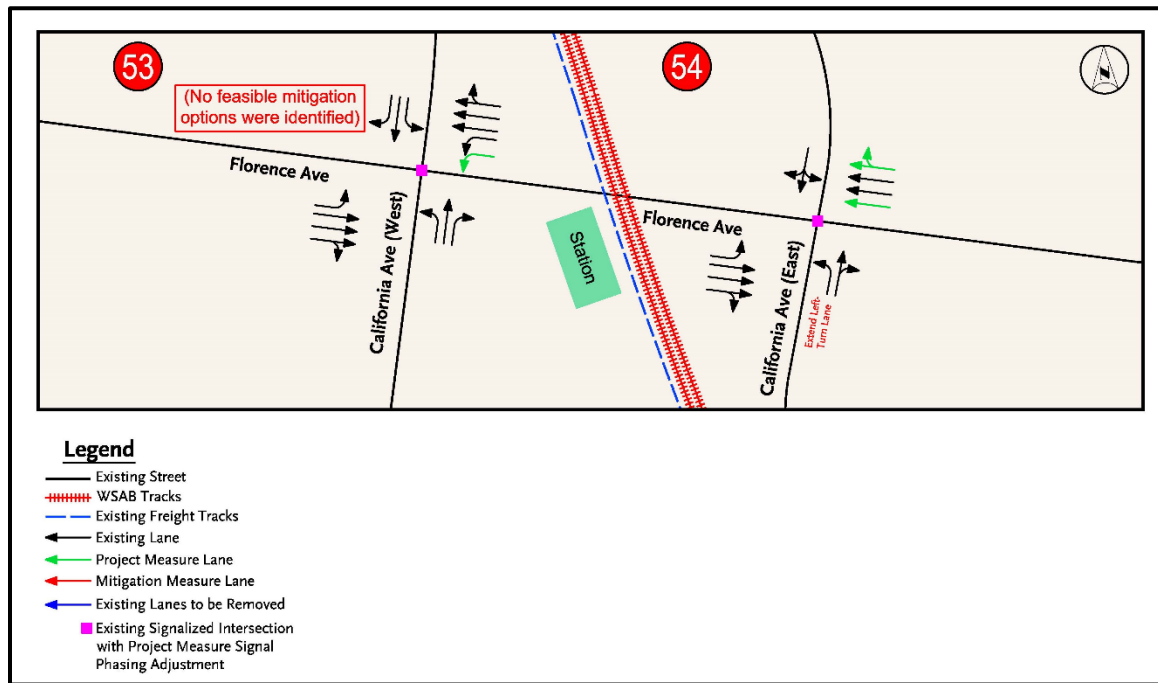 53
54
(No feasible mitigation
options were identified)
Florence Ave
California Ave (West)
Station
Florence Ave
California Ave (East)
Extend Left-
Turn Lane
Legend
Existing Street
WSAB Tracks
Existing Freight Tracks
Existing Lane
Project Measure Lane
Mitigation Measure Lane
Existing Lanes to be Removed
Existing Signalized Intersection
with Project Measure Signal
Phasing Adjustment